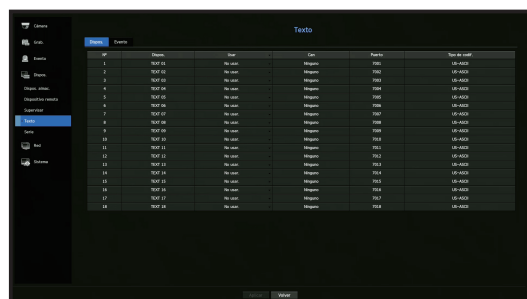 Texto
Cámara
Grab.
Evento
Dispos.
Dispos. almac.
Dispositivo remoto
Supervisar
Texto
Serie
Red
Sistema
Dispos. Evento
Nº Dispos. Usar Can Puerto Tipo de codif.
1 TEXT 01 No usar. Ninguno 7001 US-ASCII
2 TEXT 02 No usar. Ninguno 7002 US-ASCII
3 TEXT 03 No usar. Ninguno 7003 US-ASCII
4 TEXT 04 No usar. Ninguno 7004 US-ASCII
5 TEXT 05 No usar. Ninguno 7005 US-ASCII
6 TEXT 06 No usar. Ninguno 7006 US-ASCII
7 TEXT 07 No usar. Ninguno 7007 US-ASCII
8 TEXT 08 No usar. Ninguno 7008 US-ASCII
9 TEXT 09 No usar. Ninguno 7009 US-ASCII
10 TEXT 10 No usar. Ninguno 7010 US-ASCII
11 TEXT 11 No usar. Ninguno 7011 US-ASCII
12 TEXT 12 No usar. Ninguno 7012 US-ASCII
13 TEXT 13 No usar. Ninguno 7013 US-ASCII
14 TEXT 14 No usar. Ninguno 7014 US-ASCII
15 TEXT 15 No usar. Ninguno 7015 US-ASCII
16 TEXT 16 No usar. Ninguno 7016 US-ASCII
17 TEXT 17 No usar. Ninguno 7017 US-ASCII
18 TEXT 18 No usar. Ninguno 7018 US-ASCII
Volver